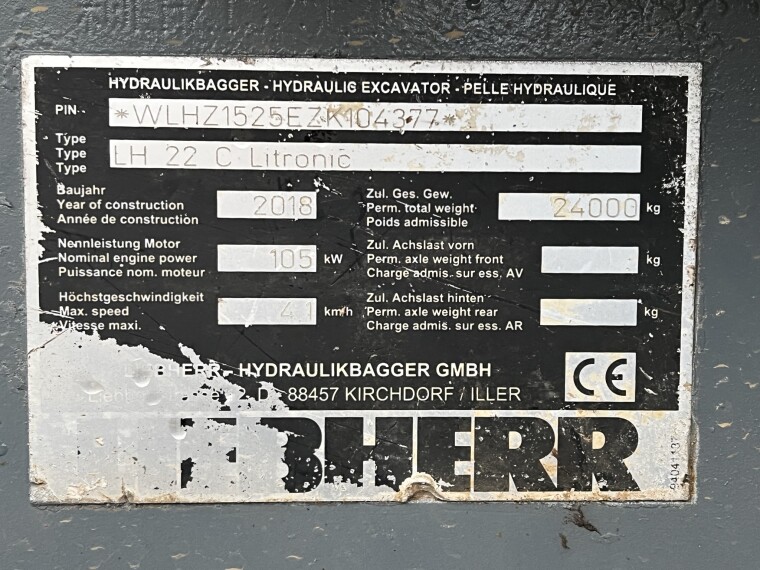 HYDRAULIKBAGGER - HYDRAULIC EXCAVATOR - PELLE HYDRAULIQUE
PIN *WLHZ1525EZK104377*
Type
Type LH 22 C Litronic
Type
Baujahr
Year of construction 2018
Année de construction
Zul. Ges. Gew.
Perm. total weight 24000 kg
Poids admissible
Nennleistung Motor
Nominal engine power 105 kW
Puissance nom. moteur
Zul. Achslast vorn
Perm. axle weight front kg
Charge admis. sur ess. AV
Höchstgeschwindigkeit
Max. speed km/h
Vitesse maxi.
Zul. Achslast hinten
Perm. axle weight rear kg
Charge admis. sur ess. AR
- HYDRAULIKBAGGER GMBH
CE
D - 88457 KIRCHDORF / ILLER
LIEBHERR